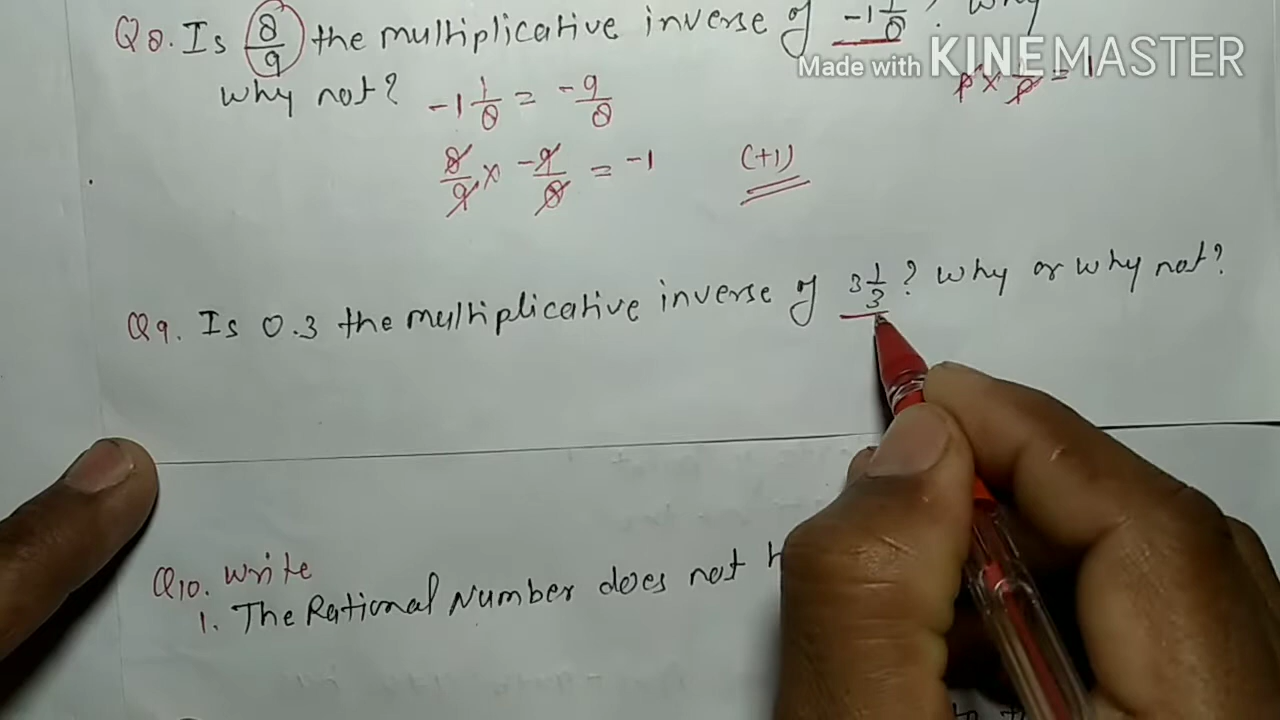 Q8. Is 8/9 the multiplicative inverse of -1 1/8? Why
Made with KINEMASTER
why not? -1 1/8 = -9/8
8/9 × -9/8 = -1 (+1)
Q9. Is 0.3 the multiplicative inverse of 3 1/3? Why or why not?
Q10. Write
1. The Rational Number does not